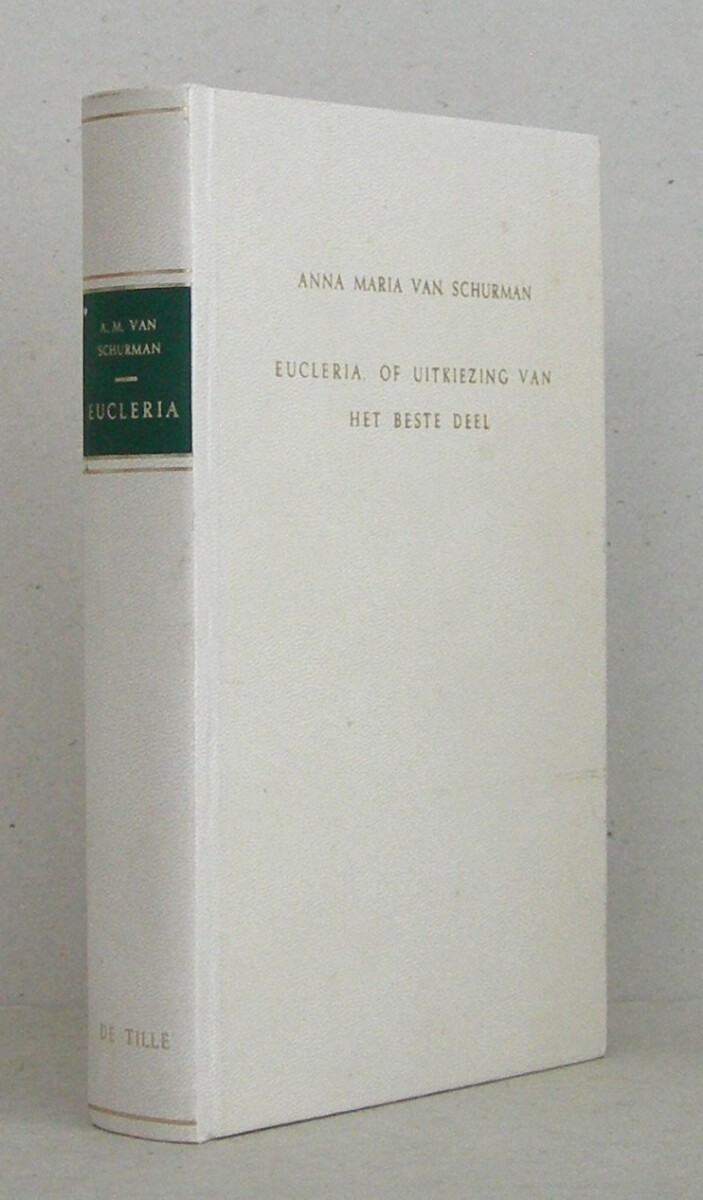 A. M. VAN
SCHURMAN
EUCLERIA
DE TILLE
ANNA MARIA VAN SCHURMAN
EUCLERIA, OF UITKIEZING VAN
HET BESTE DEEL